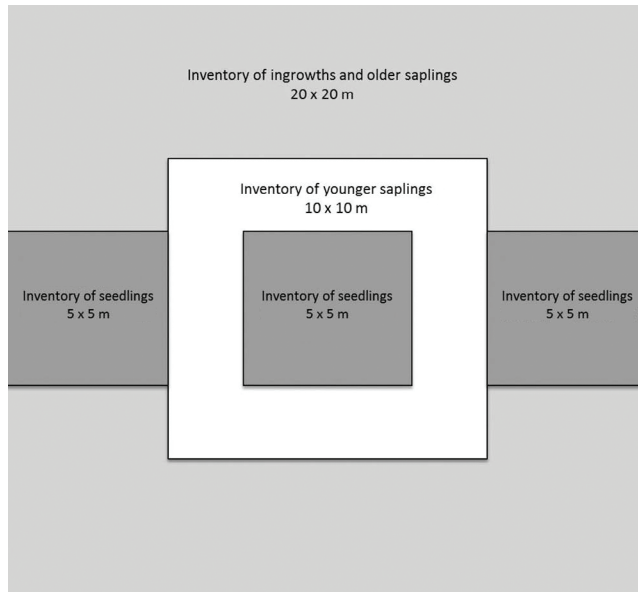 Inventory of ingrowths and older saplings
20 x 20 m
Inventory of younger saplings
10 x 10 m
Inventory of seedlings
5 x 5 m
Inventory of seedlings
5 x 5 m
Inventory of seedlings
5 x 5 m